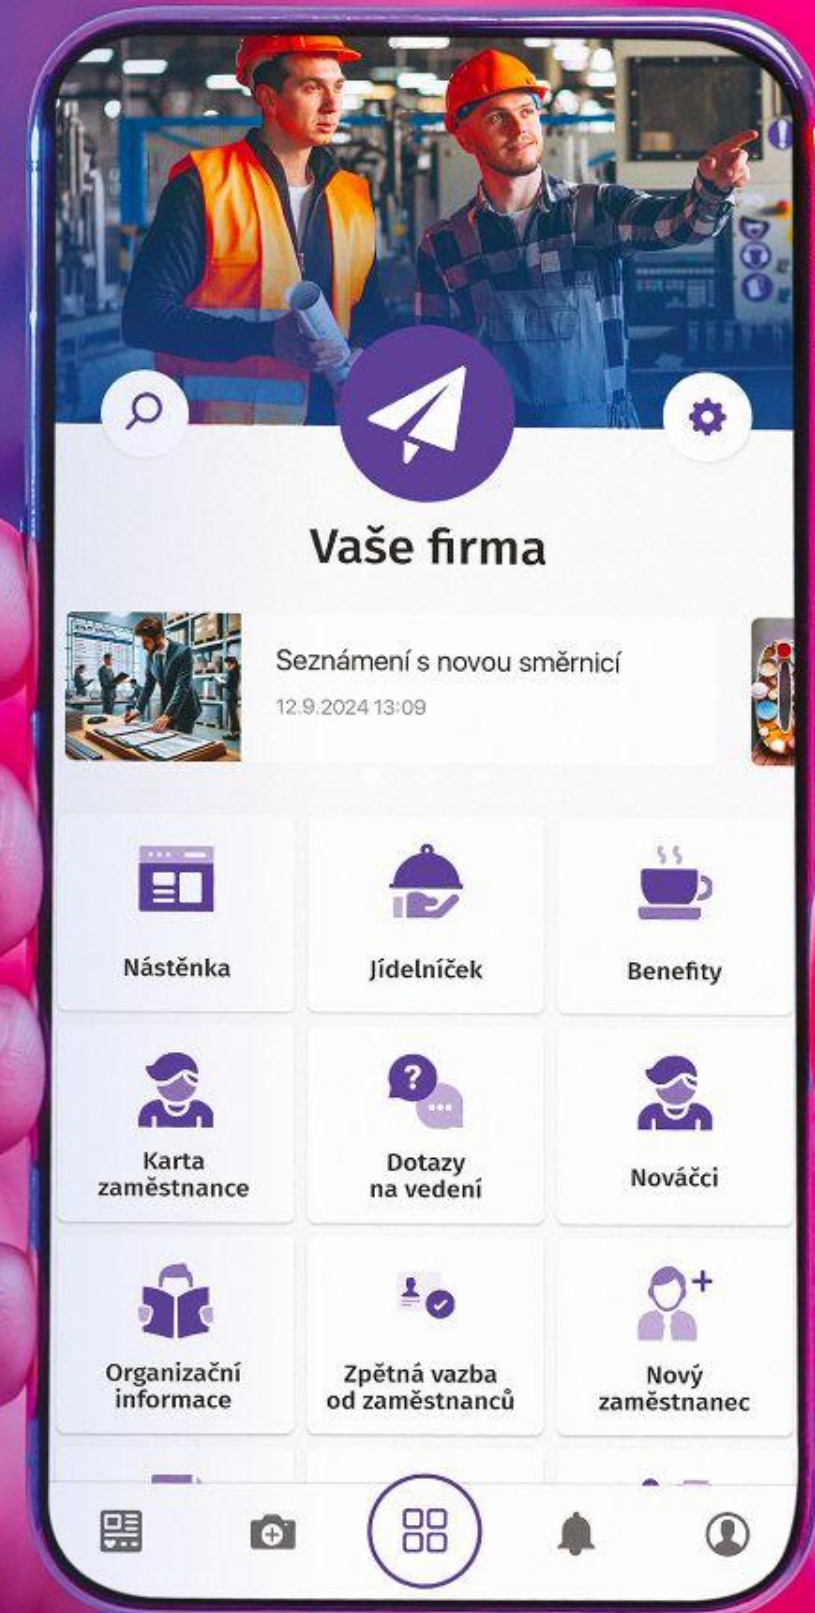 Vaše firma
Seznámení s novou směrnicí
12.9.2024 13:09
Nástěnka
Jídelníček
Benefity
Karta
zaměstnance
?
Dotazy
na vedení
Nováčci
Organizační
informace
Zpětná vazba
od zaměstnanců
Nový
zaměstnanec